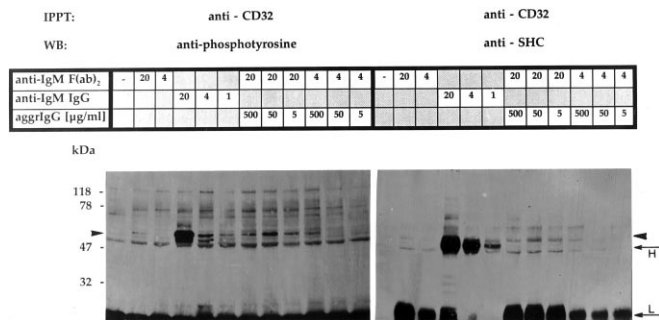 IPPT: anti - CD32 anti - CD32
WB: anti-phosphotyrosine anti - SHC
anti-IgM F(ab)2 - 20 4 20 20 20 4 4 4 - 20 4 20 20 20 4 4 4
anti-IgM IgG 20 4 1 20 4 1
aggrIgG [µg/ml] 500 50 5 500 50 5 500 50 5 500 50 5
kDa
118 -
78 -
47 - H
32 -
L